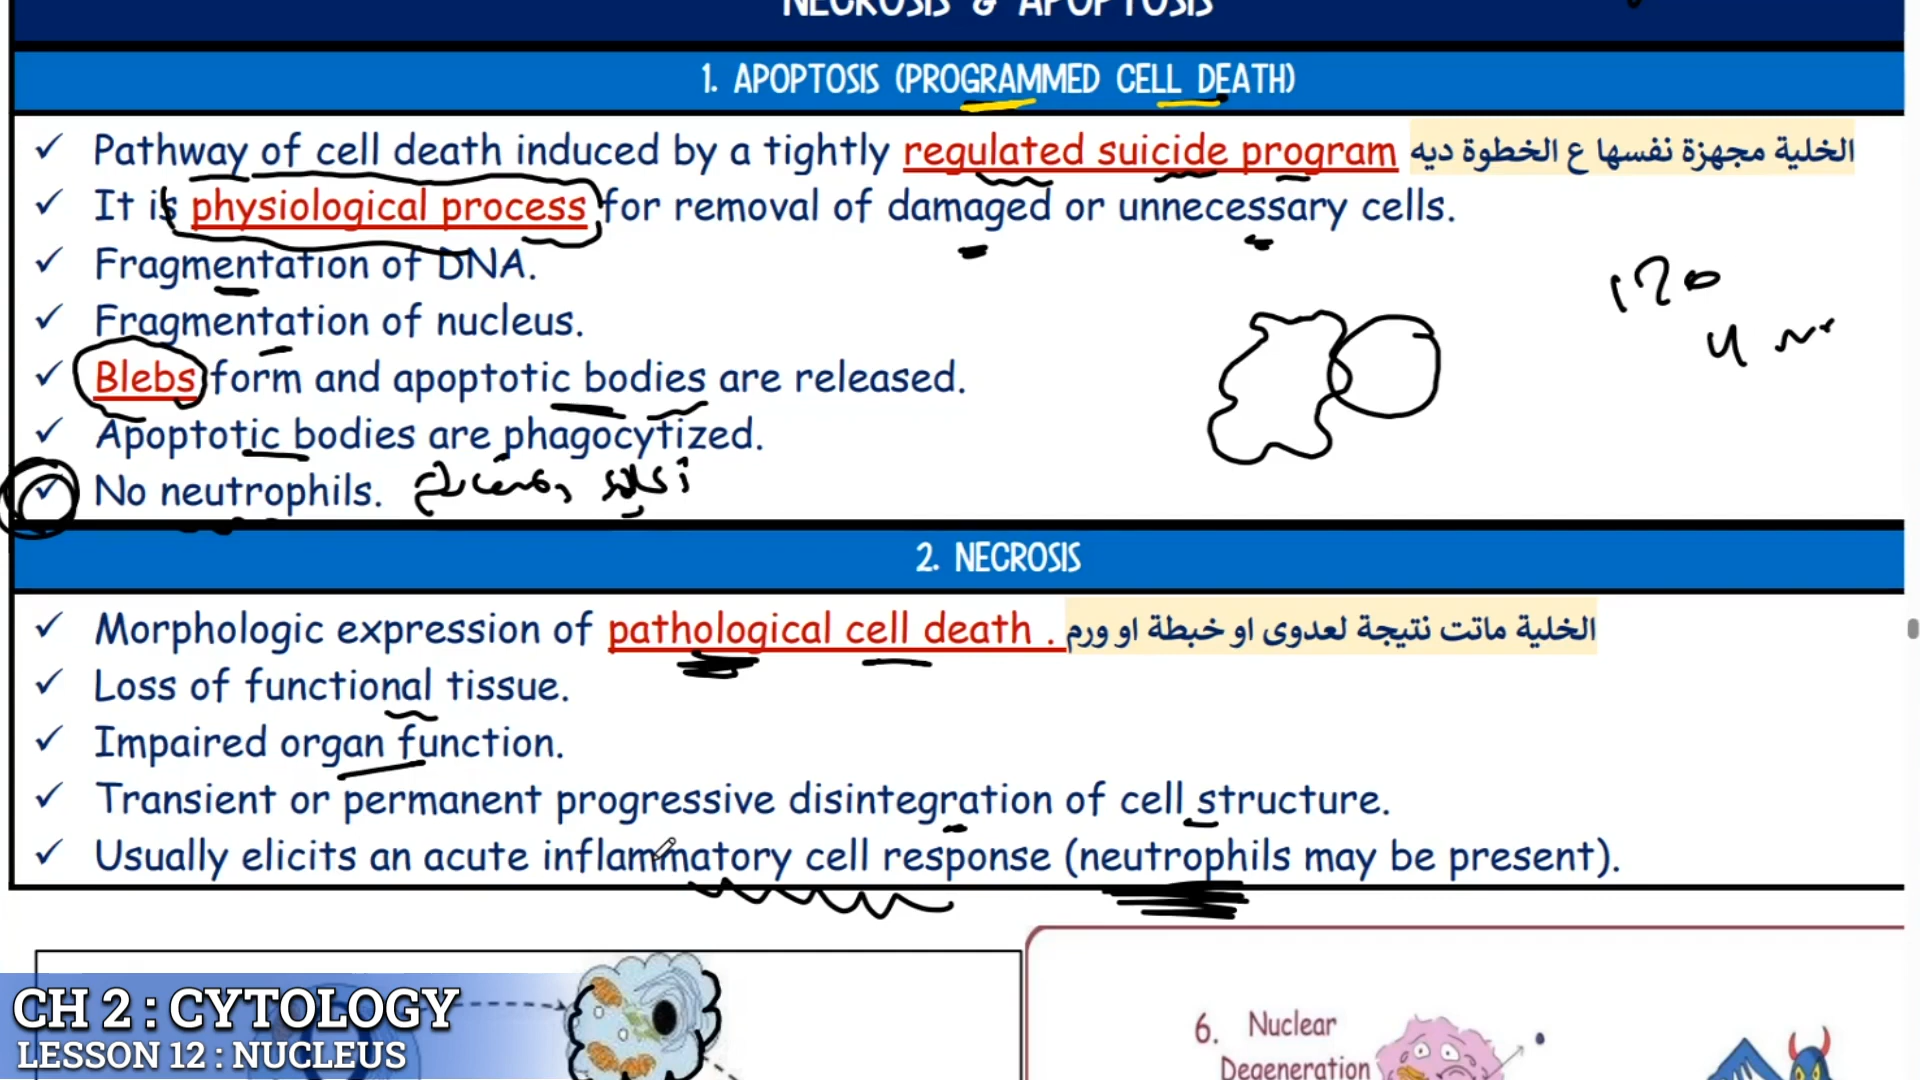 NECROSIS & APOPTOSIS
1. APOPTOSIS (PROGRAMMED CELL DEATH)
✓ Pathway of cell death induced by a tightly regulated suicide program الخلية مجهزة نفسها ع الخطوة ديه
✓ It is physiological process for removal of damaged or unnecessary cells.
✓ Fragmentation of DNA.
✓ Fragmentation of nucleus.
✓ Blebs form and apoptotic bodies are released.
✓ Apoptotic bodies are phagocytized.
✓ No neutrophils.
2. NECROSIS
✓ Morphologic expression of pathological cell death . الخلية ماتت نتيجة لعدوى او خبطة او ورم
✓ Loss of functional tissue.
✓ Impaired organ function.
✓ Transient or permanent progressive disintegration of cell structure.
✓ Usually elicits an acute inflammatory cell response (neutrophils may be present).
CH 2 : CYTOLOGY
LESSON 12 : NUCLEUS
6. Nuclear
Degeneration